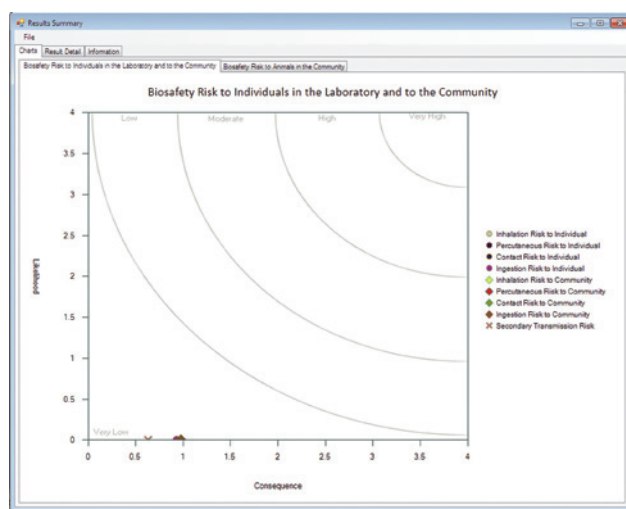 Results Summary
File
Charts Result Detail Information
Biosafety Risk to Individuals in the Laboratory and to the Community Biosafety Risk to Animals in the Community
Biosafety Risk to Individuals in the Laboratory and to the Community
4
Low Moderate High Very High
3.5
3
2.5
Inhalation Risk to Individual
Percutaneous Risk to Individual
Contact Risk to Individual
Ingestion Risk to Individual
Inhalation Risk to Community
Percutaneous Risk to Community
Contact Risk to Community
Ingestion Risk to Community
Secondary Transmission Risk
Likelihood
2
1.5
1
0.5
Very Low
0
0 0.5 1 1.5 2 2.5 3 3.5 4
Consequence